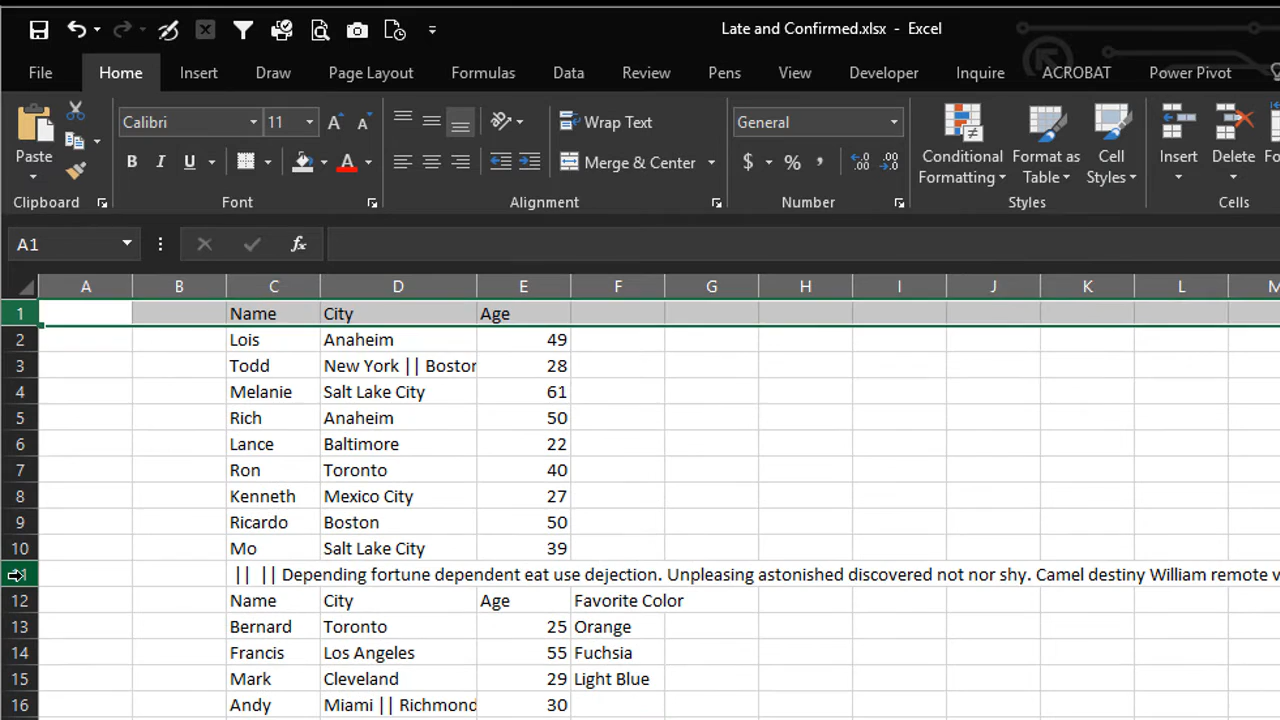 Late and Confirmed.xlsx - Excel
File Home Insert Draw Page Layout Formulas Data Review Pens View Developer Inquire ACROBAT Power Pivot
Calibri 11 Wrap Text General
Paste B I U A Merge & Center $ % , Conditional Formatting Format as Table Cell Styles Insert Delete
Clipboard Font Alignment Number Styles Cells
A1 fx
A B C D E F G H I J K L M
1 Name City Age
2 Lois Anaheim 49
3 Todd New York || Boston 28
4 Melanie Salt Lake City 61
5 Rich Anaheim 50
6 Lance Baltimore 22
7 Ron Toronto 40
8 Kenneth Mexico City 27
9 Ricardo Boston 50
10 Mo Salt Lake City 39
|| || Depending fortune dependent eat use dejection. Unpleasing astonished discovered not nor shy. Camel destiny William remote
12 Name City Age Favorite Color
13 Bernard Toronto 25 Orange
14 Francis Los Angeles 55 Fuchsia
15 Mark Cleveland 29 Light Blue
16 Andy Miami || Richmond 30